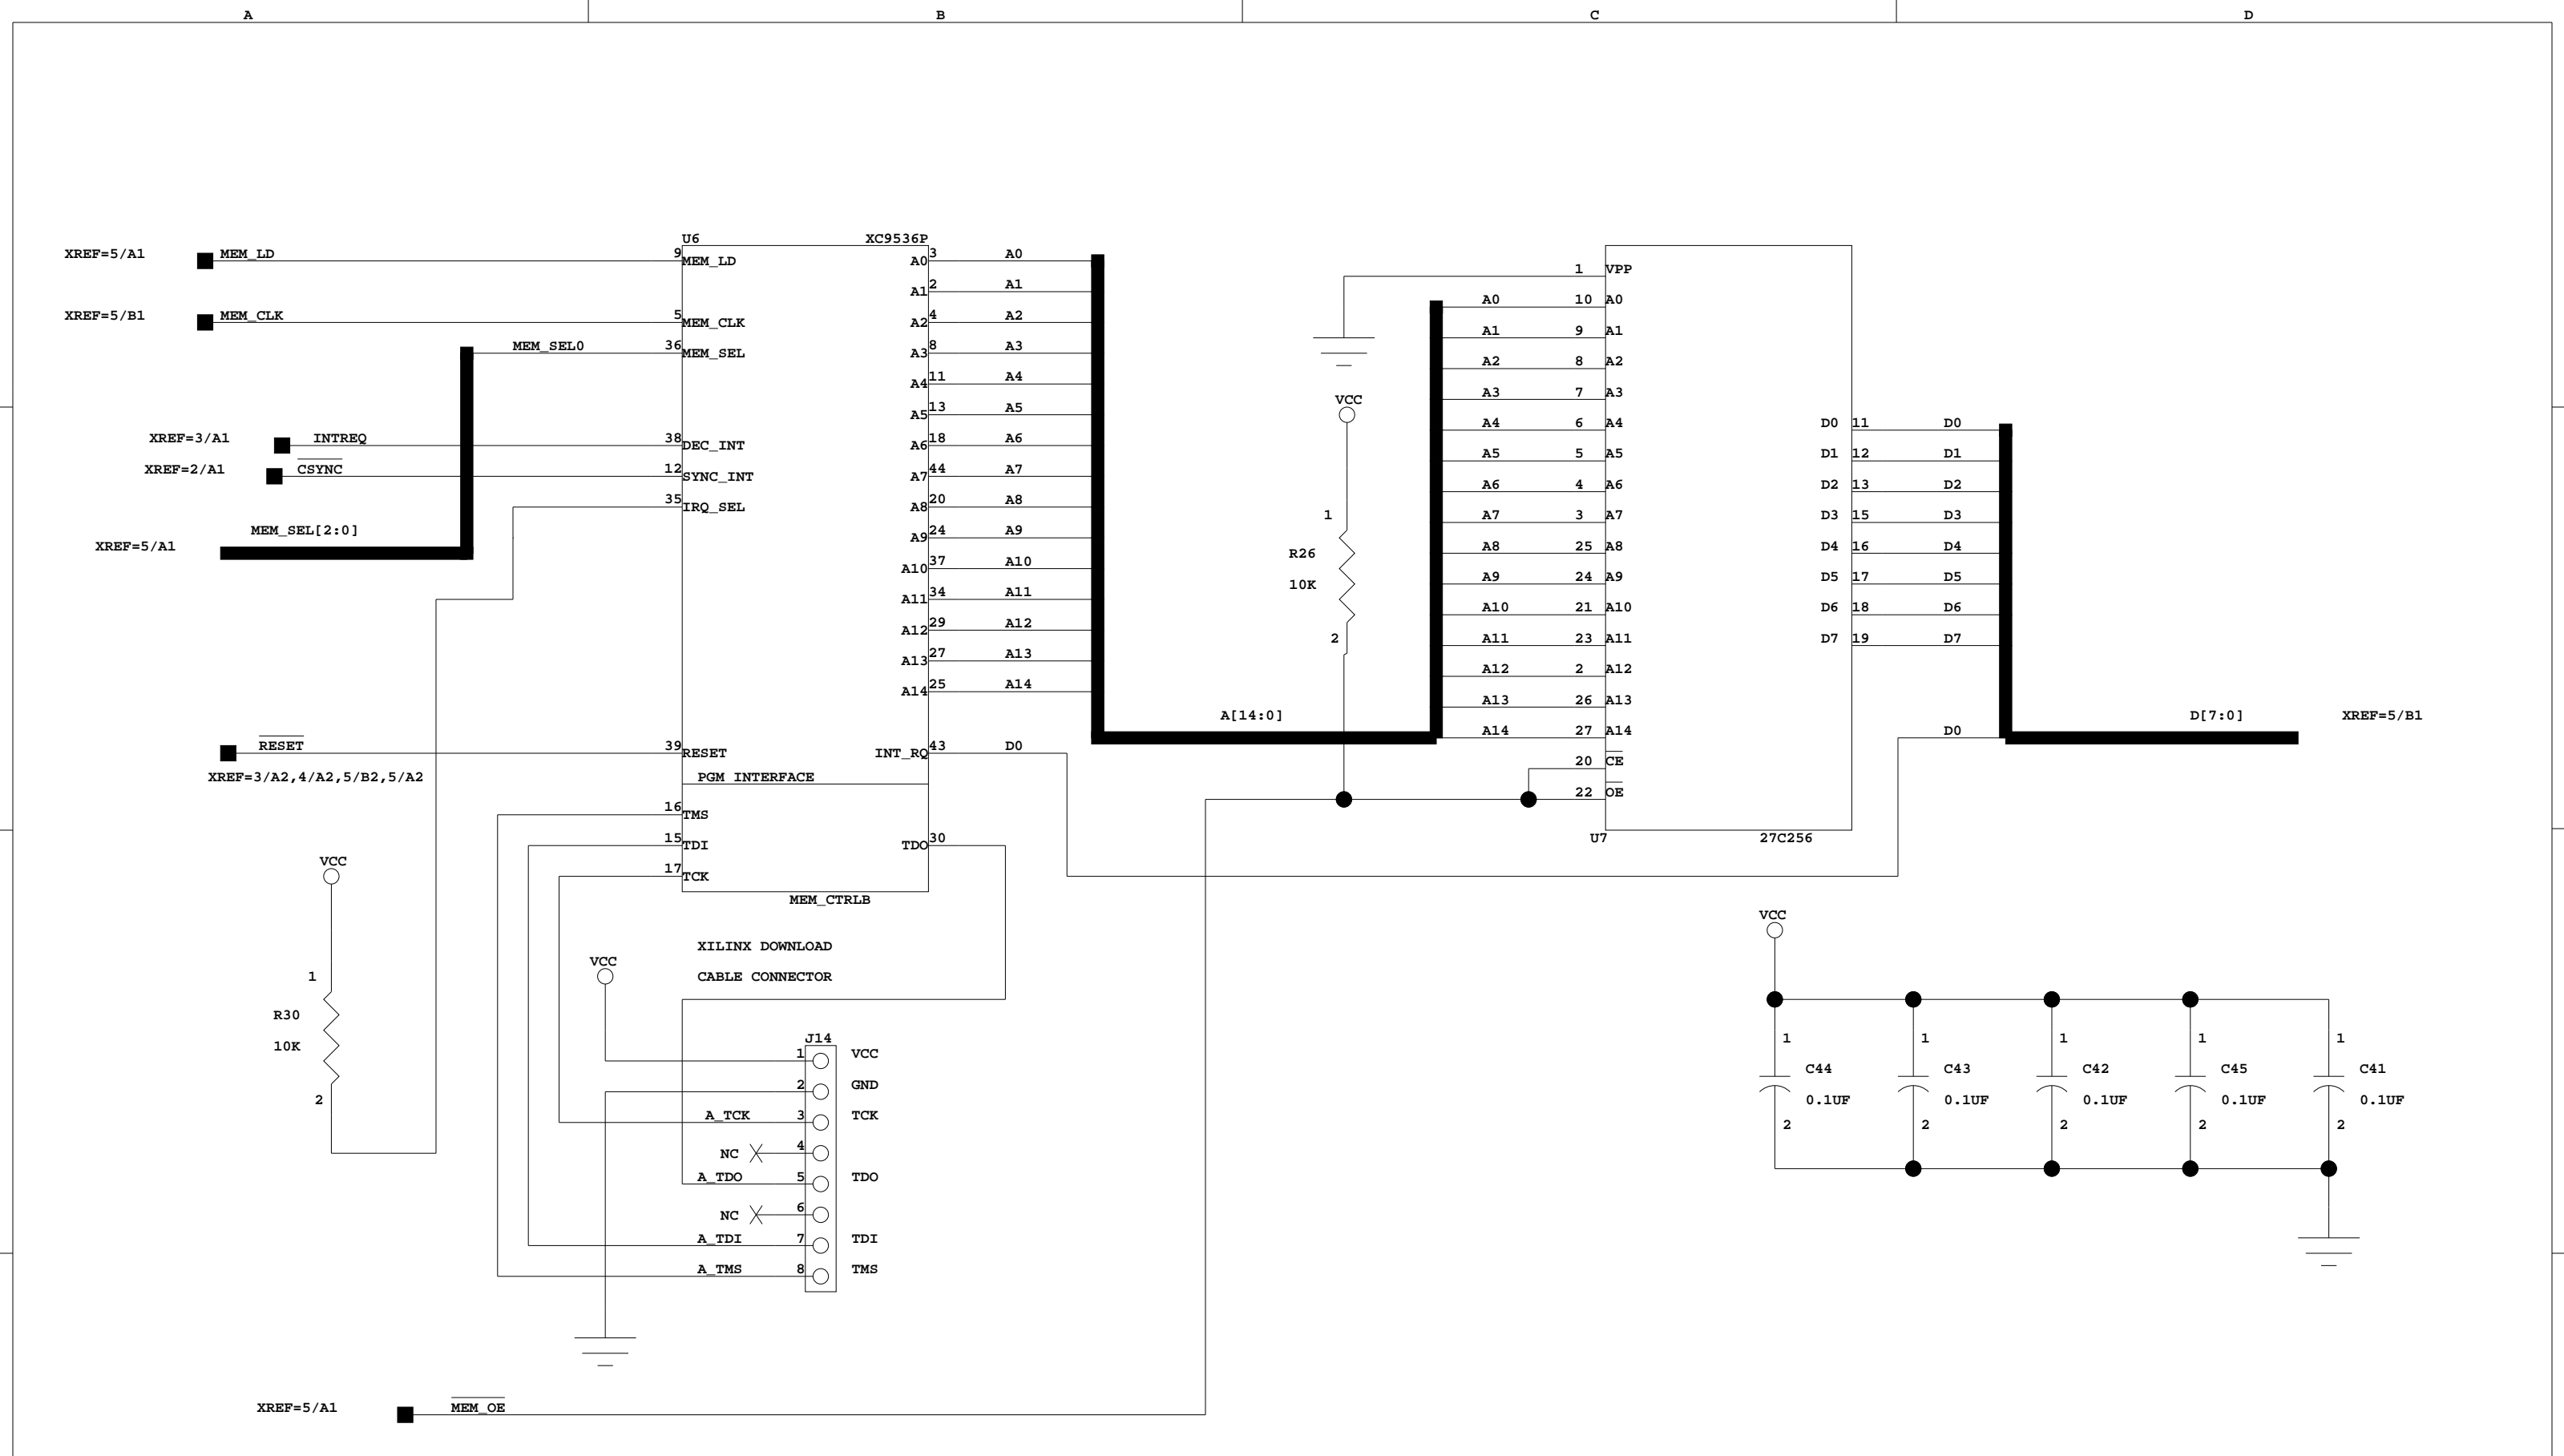 A B C D
U6 XC9536P
XREF=5/A1 MEM_LD 9 MEM_LD A0 3 A0
1 VPP
A1 2 A1
10 A0 A0
XREF=5/B1 MEM_CLK 5 MEM_CLK A2 4 A2
A1 9 A1
MEM_SEL0 36 MEM_SEL A3 8 A3
A2 8 A2
A4 11 A4
A3 7 A3
VCC
A5 13 A5
A4 6 A4 D0 11 D0
XREF=3/A1 INTREQ 38 DEC_INT A6 18 A6
A5 5 A5 D1 12 D1
XREF=2/A1 CSYNC 12 SYNC_INT A7 44 A7
A6 4 A6 D2 13 D2
35 IRQ_SEL A8 20 A8
1
A7 3 A7 D3 15 D3
MEM_SEL[2:0]
A9 24 A9
XREF=5/A1
R26
A8 25 A8 D4 16 D4
A10 37 A10
10K
A9 24 A9 D5 17 D5
A11 34 A11
A10 21 A10 D6 18 D6
A12 29 A12
2
A11 23 A11 D7 19 D7
A13 27 A13
A12 2 A12
A14 25 A14
A13 26 A13
A[14:0]
D[7:0] XREF=5/B1
A14 27 A14 D0
RESET 39 RESET INT_RQ 43 D0
20 CE
XREF=3/A2,4/A2,5/B2,5/A2
PGM INTERFACE
22 OE
16 TMS
U7 27C256
15 TDI TDO 30
VCC
17 TCK
MEM_CTRLB
VCC
XILINX DOWNLOAD
CABLE CONNECTOR
VCC
1
R30
10K
2
J14
1 VCC
2 GND
A_TCK 3 TCK
NC 4
A_TDO 5 TDO
NC 6
A_TDI 7 TDI
A_TMS 8 TMS
1 1 1 1 1
C44 C43 C42 C45 C41
0.1UF 0.1UF 0.1UF 0.1UF 0.1UF
2 2 2 2 2
XREF=5/A1 MEM_OE